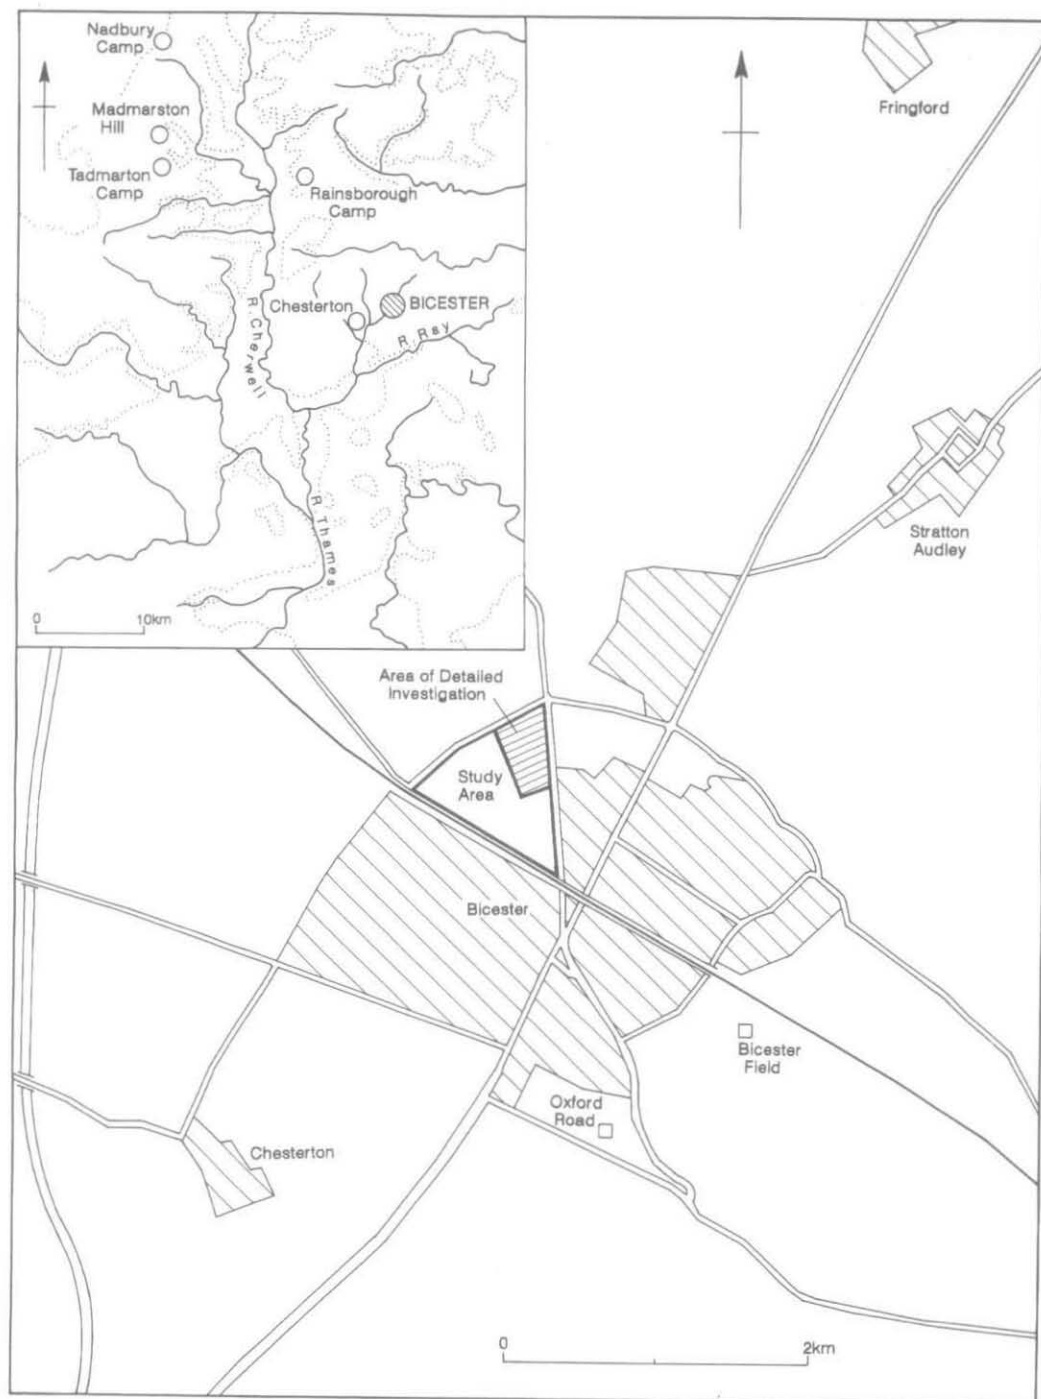 Nadbury
Camp
Madmarston
Hill
Tadmarton
Camp
Rainsborough
Camp
Chesterton
BICESTER
R. Ray
R. Cherwell
R. Thames
0 10km
Fringford
Stratton
Audley
Area of Detailed
Investigation
Study
Area
Bicester
Bicester
Field
Oxford
Road
Chesterton
0 2km